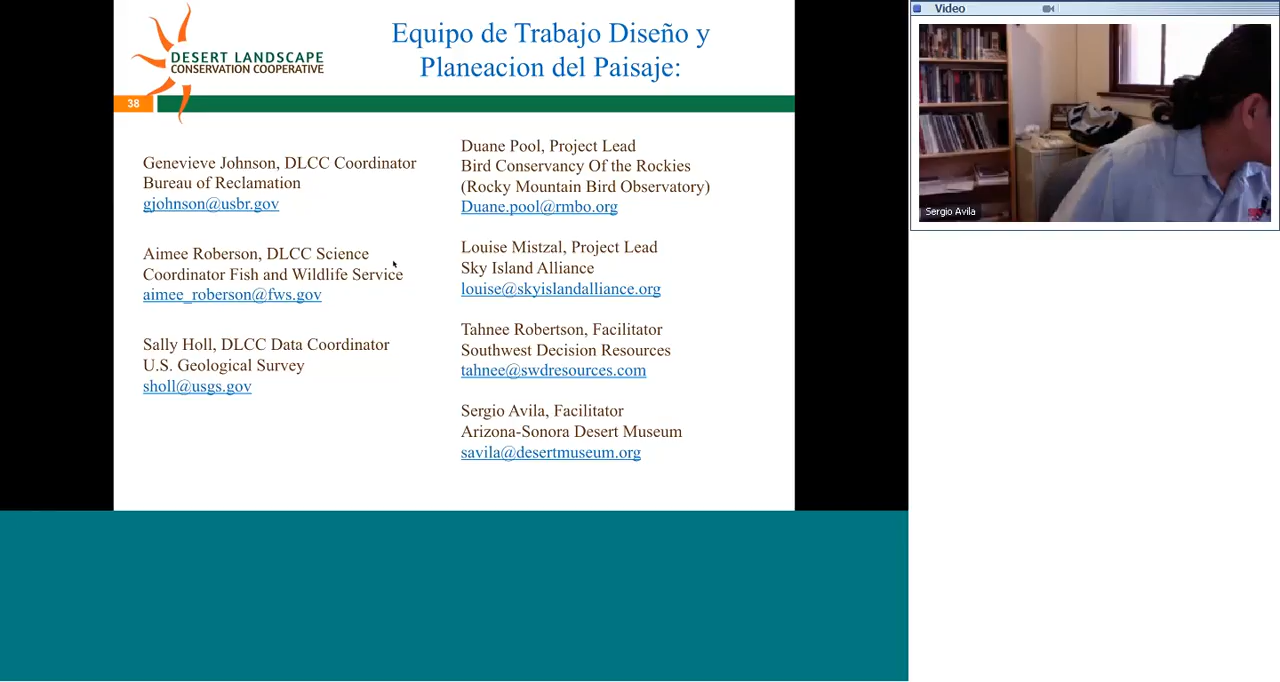 DESERT LANDSCAPE
CONSERVATION COOPERATIVE
Equipo de Trabajo Diseño y
Planeacion del Paisaje:
38
Genevieve Johnson, DLCC Coordinator
Bureau of Reclamation
gjohnson@usbr.gov
Aimee Roberson, DLCC Science
Coordinator Fish and Wildlife Service
aimee_roberson@fws.gov
Sally Holl, DLCC Data Coordinator
U.S. Geological Survey
sholl@usgs.gov
Duane Pool, Project Lead
Bird Conservancy Of the Rockies
(Rocky Mountain Bird Observatory)
Duane.pool@rmbo.org
Louise Mistzal, Project Lead
Sky Island Alliance
louise@skyislandalliance.org
Tahnee Robertson, Facilitator
Southwest Decision Resources
tahnee@swdresources.com
Sergio Avila, Facilitator
Arizona-Sonora Desert Museum
savila@desertmuseum.org
Video
Sergio Avila